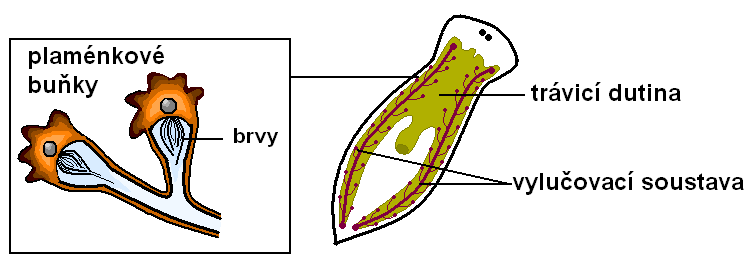 plaménkové
buňky
brvy
trávicí dutina
vylučovací soustava